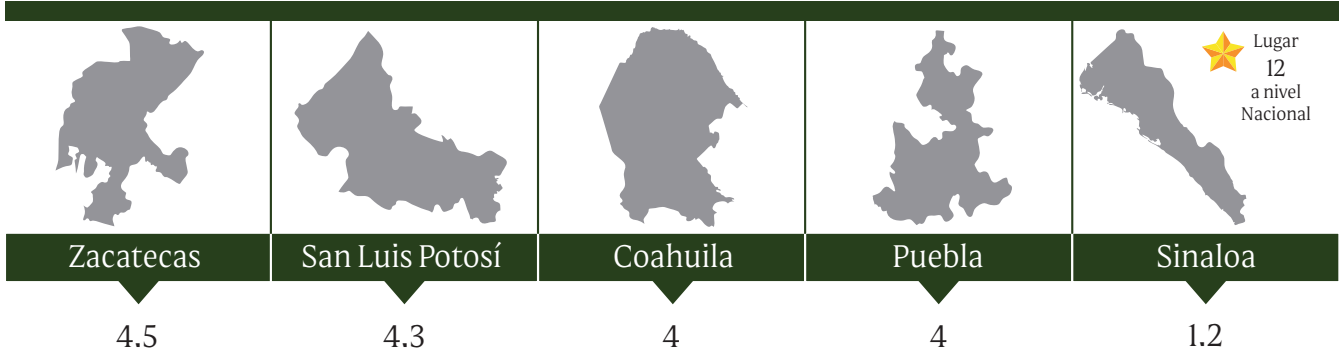 Lugar
12
a nivel
Nacional
Zacatecas
San Luis Potosí
Coahuila
Puebla
Sinaloa
4.5
4.3
4
4
1.2